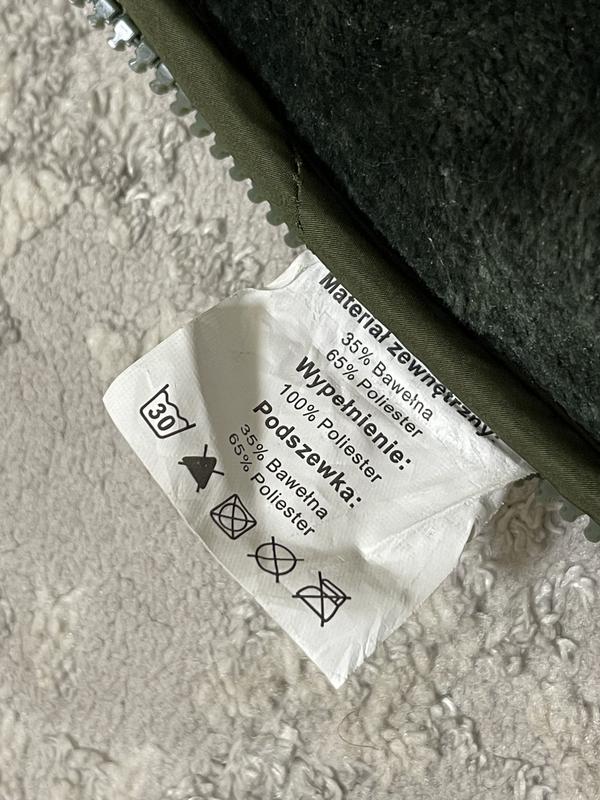 Materiał zewnętrzny:
35% Bawełna
65% Poliester
Wypełnienie:
100% Poliester
Podszewka:
35% Bawełna
65% Poliester
30